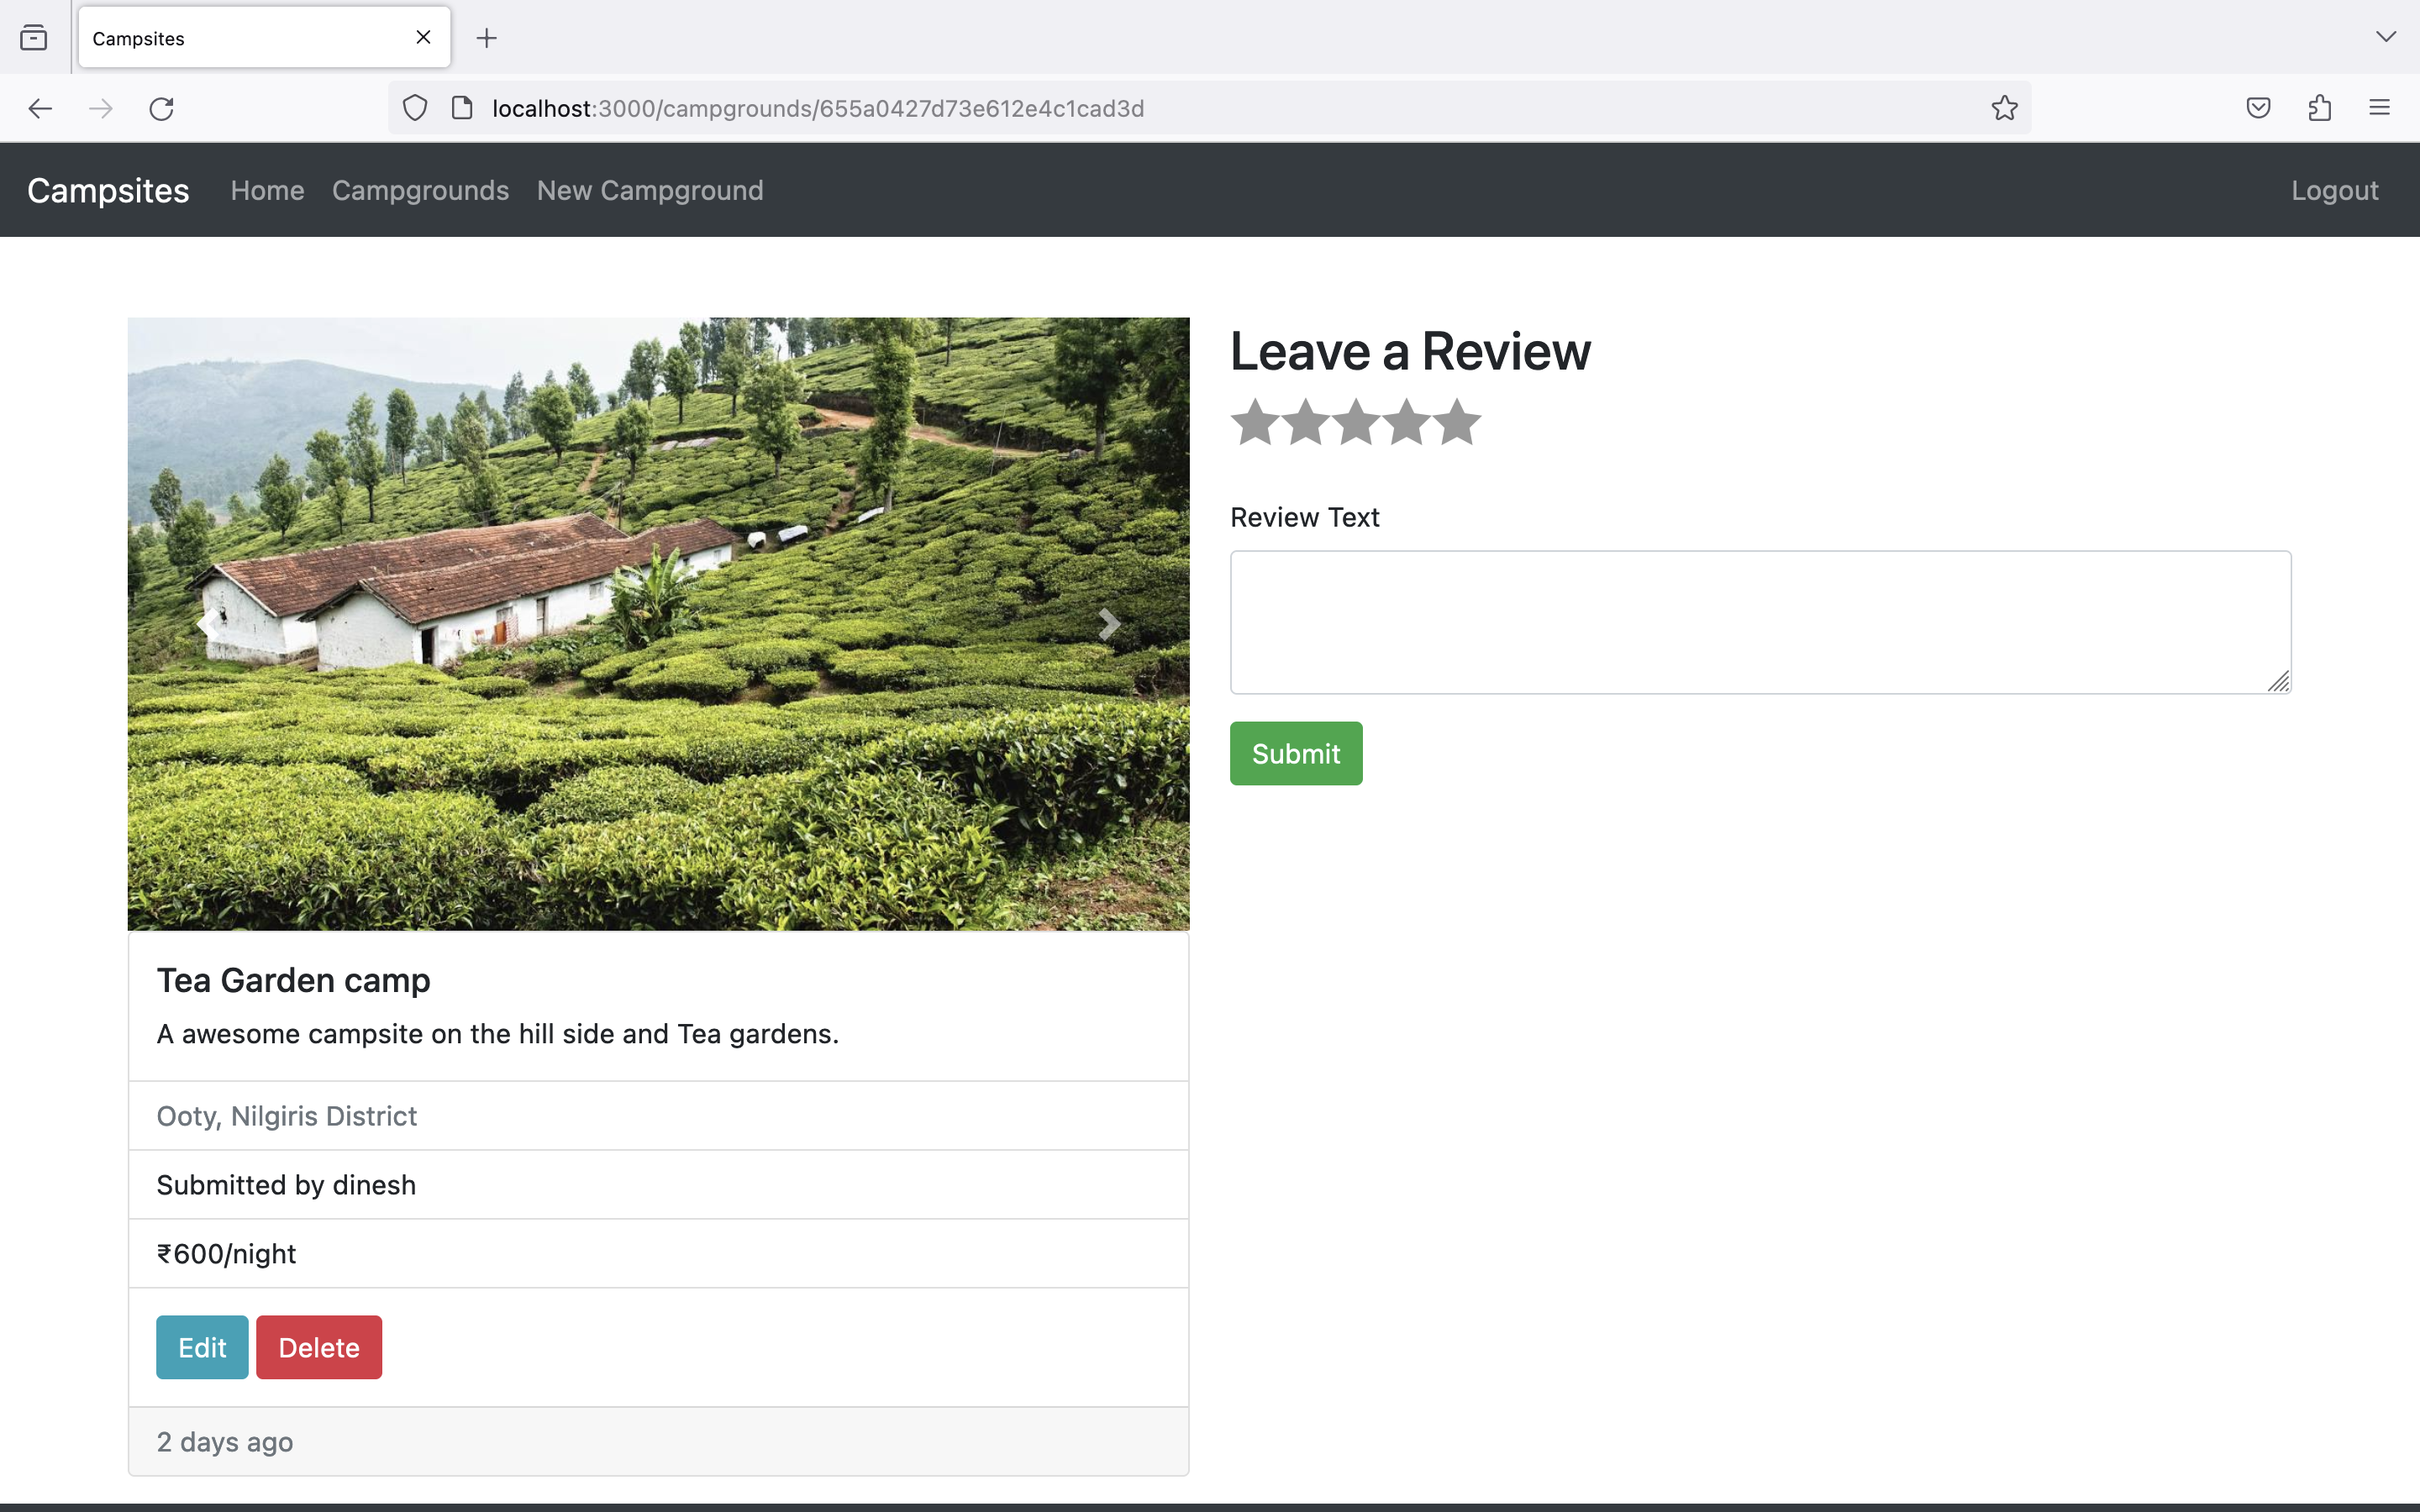 Campsites
localhost:3000/campgrounds/655a0427d73e612e4c1cad3d
Campsites Home Campgrounds New Campground Logout
Leave a Review
Review Text
Submit
Tea Garden camp
A awesome campsite on the hill side and Tea gardens.
Ooty, Nilgiris District
Submitted by dinesh
₹600/night
Edit Delete
2 days ago